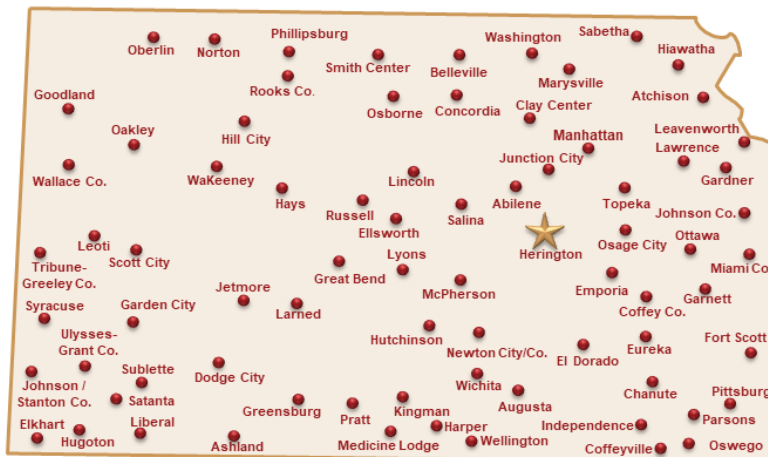 Oberlin
Norton
Phillipsburg
Smith Center
Belleville
Washington
Sabetha
Hiawatha
Marysville
Rooks Co.
Goodland
Osborne
Concordia
Clay Center
Atchison
Oakley
Hill City
Manhattan
Leavenworth
Lawrence
Junction City
Wallace Co.
WaKeeney
Lincoln
Gardner
Hays
Abilene
Topeka
Russell
Salina
Johnson Co.
Ellsworth
Leoti
Scott City
Herington
Osage City
Ottawa
Tribune-
Greeley Co.
Lyons
Great Bend
Miami Co.
Emporia
McPherson
Jetmore
Coffey Co.
Garnett
Syracuse
Garden City
Larned
Ulysses-
Grant Co.
Hutchinson
Newton City/Co.
Eureka
Fort Scott
El Dorado
Sublette
Dodge City
Johnson /
Stanton Co.
Satanta
Wichita
Chanute
Pittsburg
Greensburg
Pratt
Kingman
Augusta
Parsons
Elkhart
Hugoton
Liberal
Ashland
Medicine Lodge
Harper
Wellington
Independence
Coffeyville
Oswego